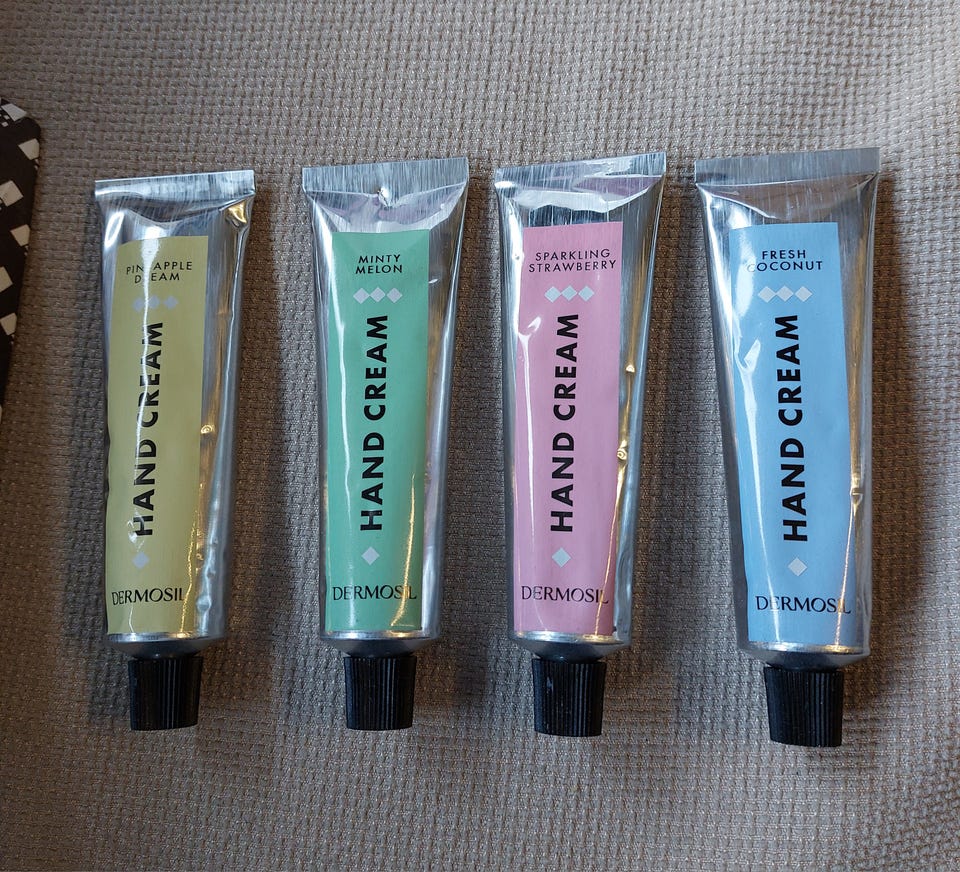 PINEAPPLE
DREAM
HAND CREAM
DERMOSIL
MINTY
MELON
HAND CREAM
DERMOSIL
SPARKLING
STRAWBERRY
HAND CREAM
DERMOSIL
FRESH
COCONUT
HAND CREAM
DERMOSIL